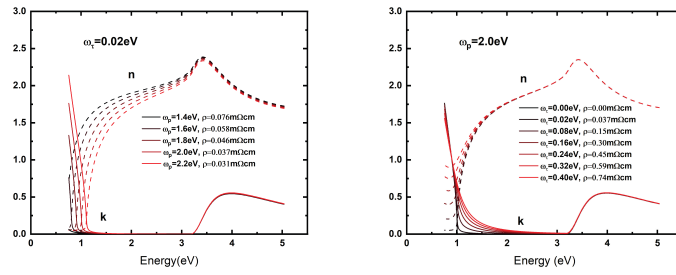 3.0
2.5
2.0
1.5
1.0
0.5
0.0
ωτ=0.02eV
n
ωp=1.4eV, ρ=0.076mΩcm
ωp=1.6eV, ρ=0.058mΩcm
ωp=1.8eV, ρ=0.046mΩcm
ωp=2.0eV, ρ=0.037mΩcm
ωp=2.2eV, ρ=0.031mΩcm
k
0 1 2 3 4 5
Energy(eV)
3.0
2.5
2.0
1.5
1.0
0.5
0.0
ωp=2.0eV
n
ωτ=0.00eV, ρ=0.00mΩcm
ωτ=0.02eV, ρ=0.037mΩcm
ωτ=0.08eV, ρ=0.15mΩcm
ωτ=0.16eV, ρ=0.30mΩcm
ωτ=0.24eV, ρ=0.45mΩcm
ωτ=0.32eV, ρ=0.59mΩcm
ωτ=0.40eV, ρ=0.74mΩcm
k
0 1 2 3 4 5
Energy(eV)